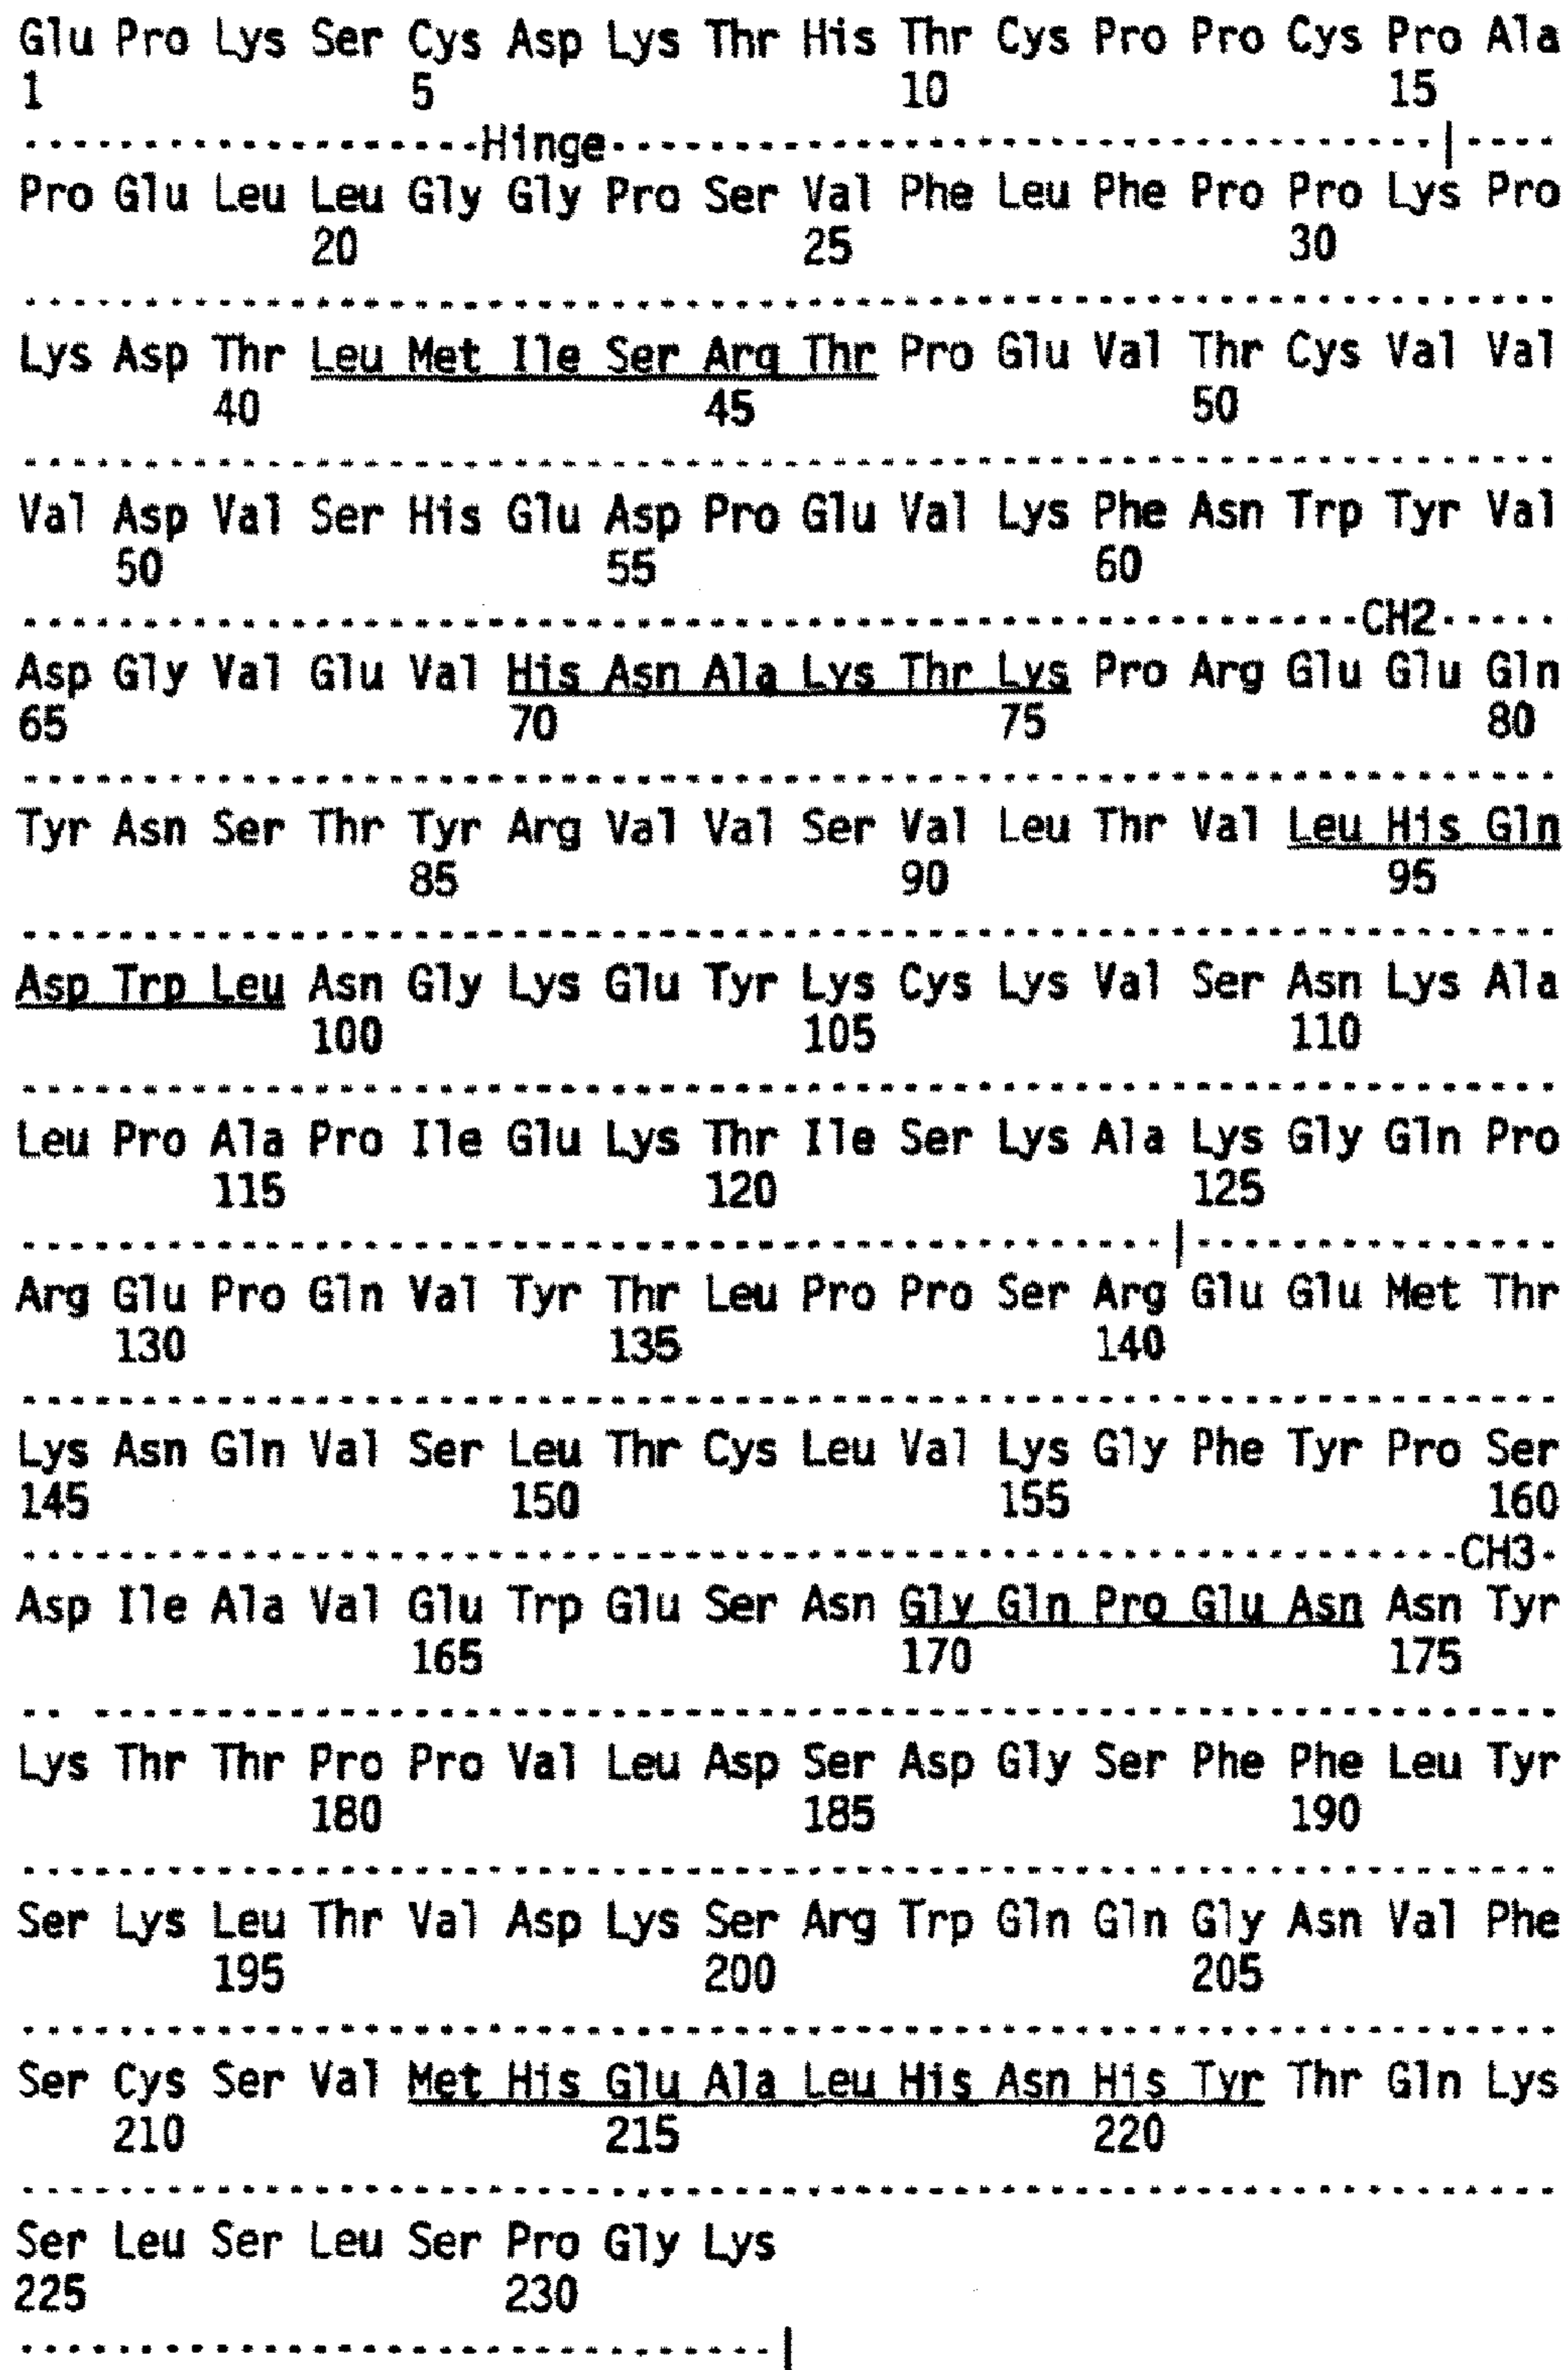 Glu Pro Lys Ser Cys Asp Lys Thr His Thr Cys Pro Pro Cys Pro Ala
1 5 10 15
Hinge
Pro Glu Leu Leu Gly Gly Pro Ser Val Phe Leu Phe Pro Pro Lys Pro
20 25 30
Lys Asp Thr Leu Met Ile Ser Arg Thr Pro Glu Val Thr Cys Val Val
40 45 50
Val Asp Val Ser His Glu Asp Pro Glu Val Lys Phe Asn Trp Tyr Val
50 55 60
CH2
Asp Gly Val Glu Val His Asn Ala Lys Thr Lys Pro Arg Glu Glu Gln
65 70 75 80
Tyr Asn Ser Thr Tyr Arg Val Val Ser Val Leu Thr Val Leu His Gln
85 90 95
Asp Trp Leu Asn Gly Lys Glu Tyr Lys Cys Lys Val Ser Asn Lys Ala
100 105 110
Leu Pro Ala Pro Ile Glu Lys Thr Ile Ser Lys Ala Lys Gly Gln Pro
115 120 125
Arg Glu Pro Gln Val Tyr Thr Leu Pro Pro Ser Arg Glu Glu Met Thr
130 135 140
Lys Asn Gln Val Ser Leu Thr Cys Leu Val Lys Gly Phe Tyr Pro Ser
145 150 155 160
CH3
Asp Ile Ala Val Glu Trp Glu Ser Asn Gly Gln Pro Glu Asn Asn Tyr
165 170 175
Lys Thr Thr Pro Pro Val Leu Asp Ser Asp Gly Ser Phe Phe Leu Tyr
180 185 190
Ser Lys Leu Thr Val Asp Lys Ser Arg Trp Gln Gln Gly Asn Val Phe
195 200 205
Ser Cys Ser Val Met His Glu Ala Leu His Asn His Tyr Thr Gln Lys
210 215 220
Ser Leu Ser Leu Ser Pro Gly Lys
225 230